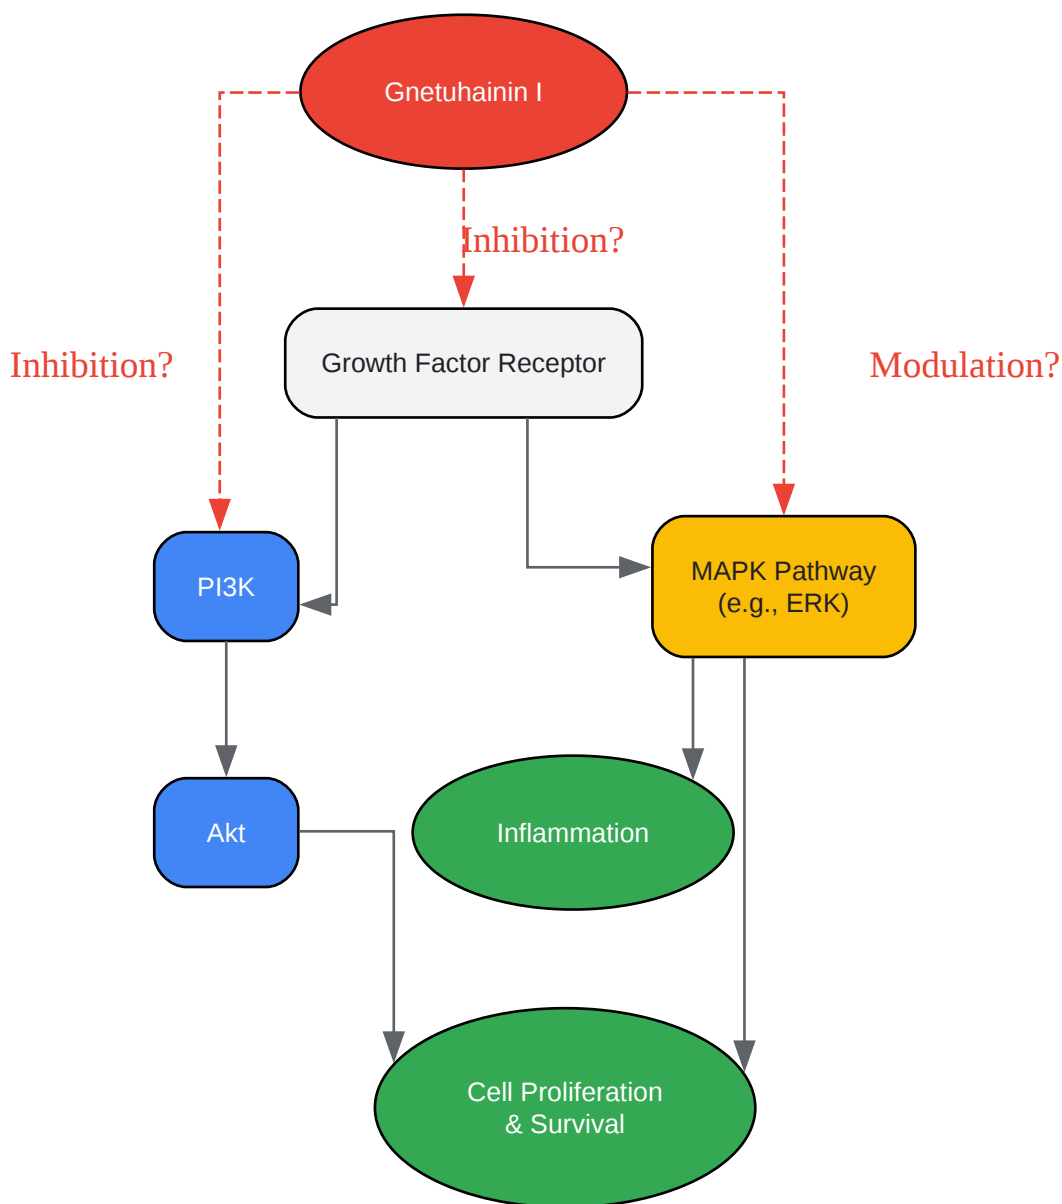 Gnetuhainin I
Inhibition?
Inhibition?
Growth Factor Receptor
Modulation?
PI3K
MAPK Pathway
(e.g., ERK)
Akt
Inflammation
Cell Proliferation
& Survival